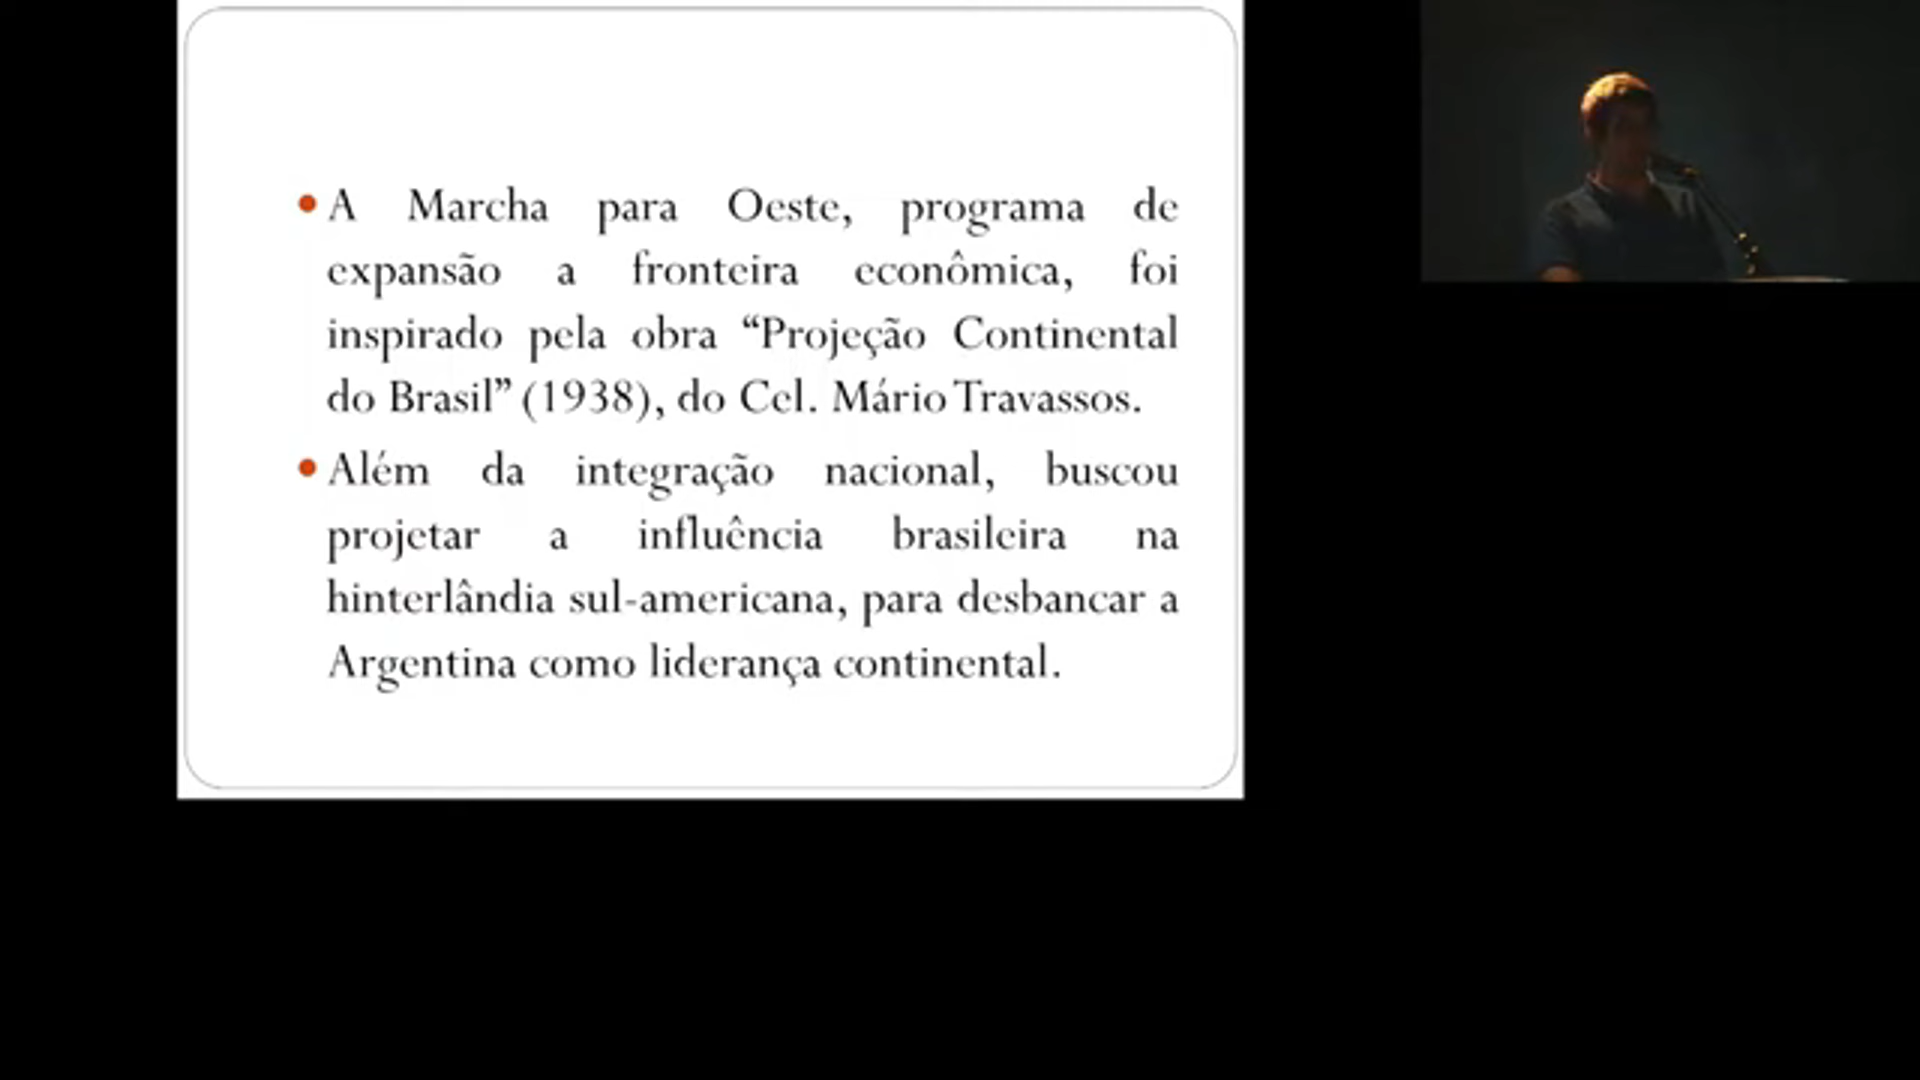 • A Marcha para Oeste, programa de
expansão a fronteira econômica, foi
inspirado pela obra “Projeção Continental
do Brasil” (1938), do Cel. Mário Travassos.
• Além da integração nacional, buscou
projetar a influência brasileira na
hinterlândia sul-americana, para desbancar a
Argentina como liderança continental.